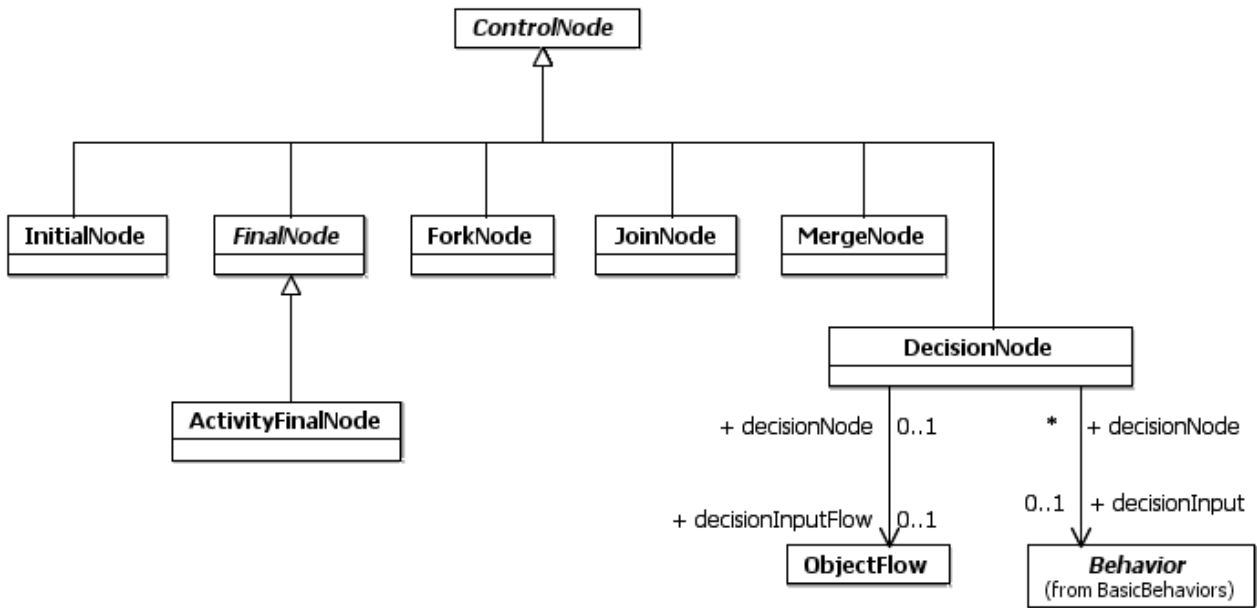 ControlNode
InitialNode
FinalNode
ForkNode
JoinNode
MergeNode
DecisionNode
ActivityFinalNode
+ decisionNode 0..1
* + decisionNode
+ decisionInputFlow 0..1
0..1 + decisionInput
ObjectFlow
Behavior
(from BasicBehaviors)